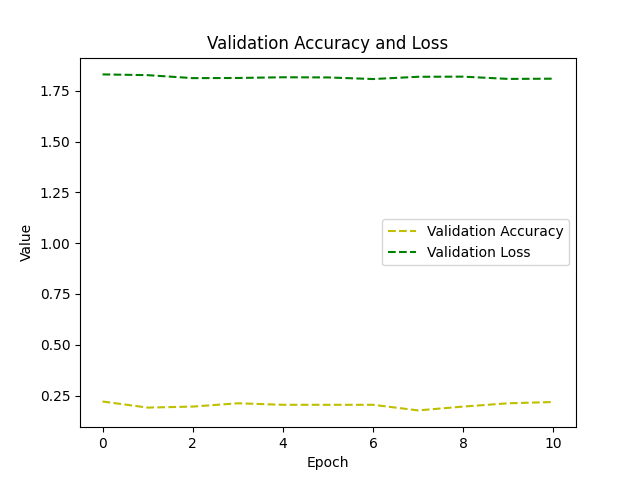 Validation Accuracy and Loss
Value
1.75
1.50
1.25
1.00
0.75
0.50
0.25
Validation Accuracy
Validation Loss
0 2 4 6 8 10
Epoch